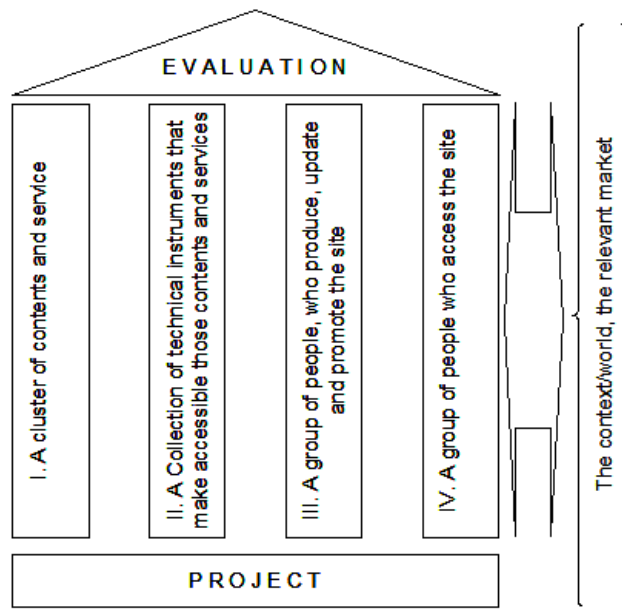 EVALUATION
I. A cluster of contents and service
II. A Collection of technical instruments that
make accessible those contents and services
III. A group of people, who produce, update
and promote the site
IV. A group of people who access the site
The context/world, the relevant market
PROJECT